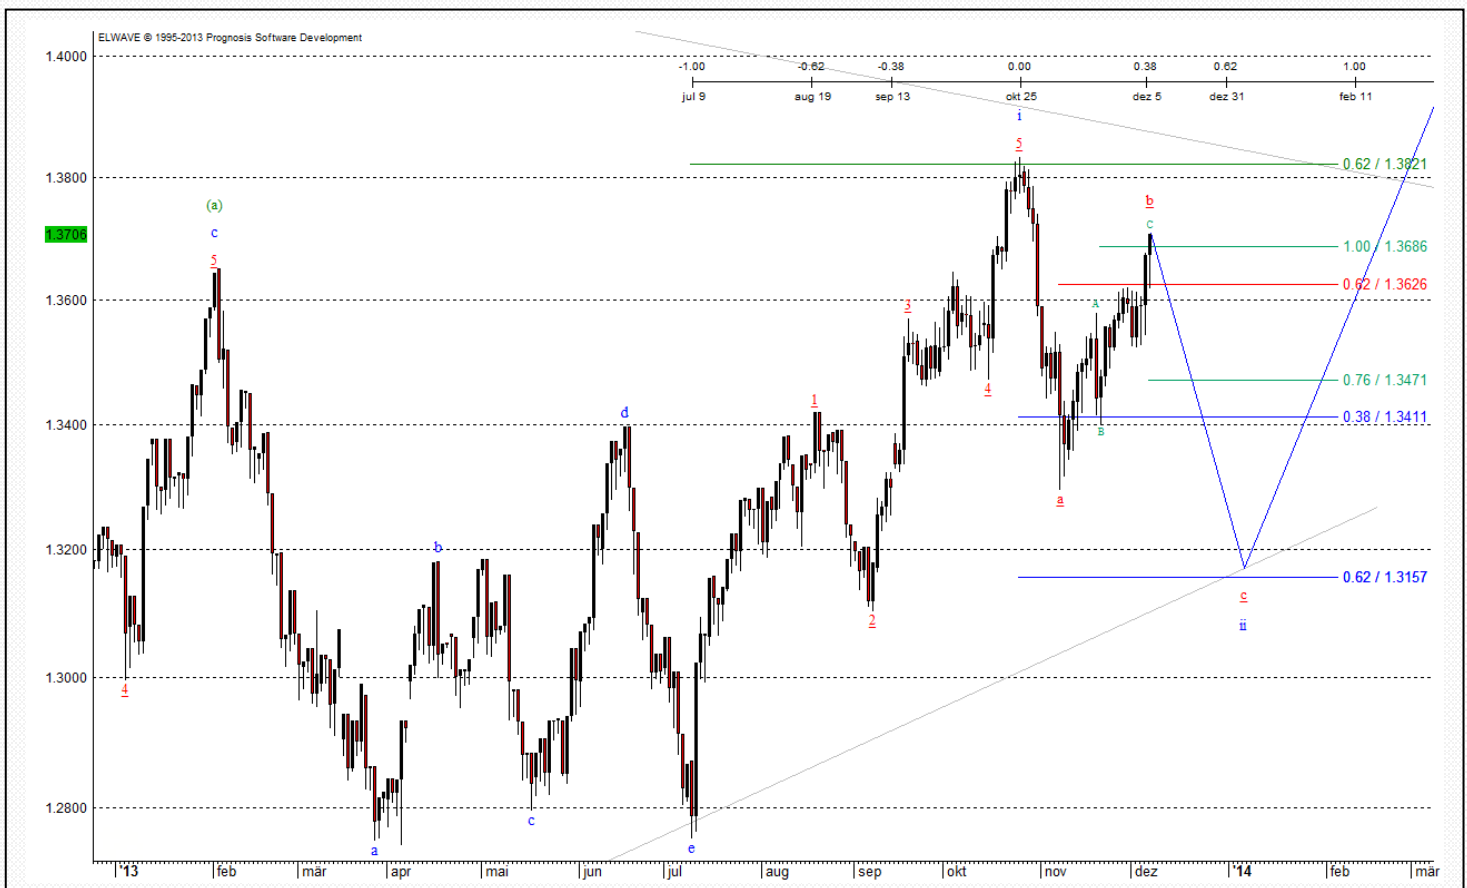 ELWAVE © 1995-2013 Prognosis Software Development
1.4000
-1.00 -0.62 -0.38 0.00 0.38 0.62 1.00
jul 9 aug 19 sep 13 okt 25 dez 5 dez 31 feb 11
i
5
0.62 / 1.3821
1.3800
(a)
b
c
C
1.3706
1.00 / 1.3686
5
0.62 / 1.3626
1.3600
3
A
0.76 / 1.3471
4
1
d
0.38 / 1.3411
1.3400
B
a
b
1.3200
0.62 / 1.3157
c
2
ii
1.3000
4
1.2800
c
a
e
'13 feb mär apr mai jun jul aug sep okt nov dez '14 feb mär